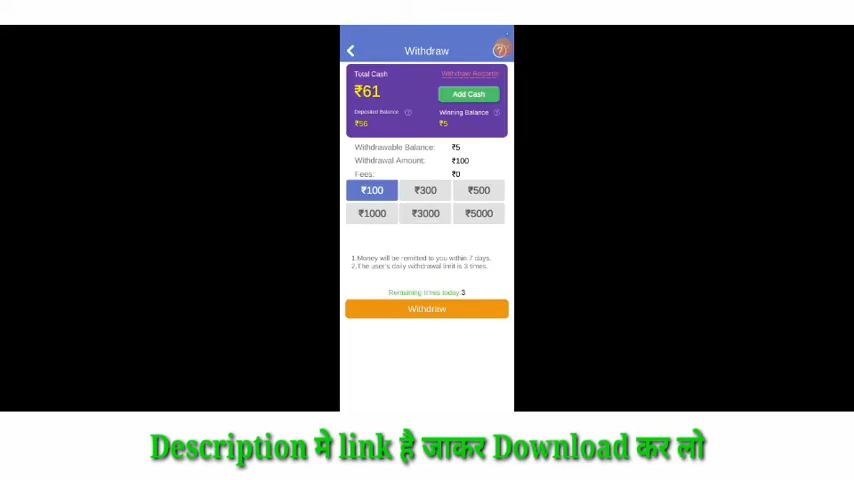 Withdraw
?
Total Cash
Withdraw Records
₹61
Add Cash
Deposited Balance ?
Winning Balance ?
₹56
₹5
Withdrawable Balance: ₹5
Withdrawal Amount: ₹100
Fees: ₹0
₹100 ₹300 ₹500
₹1000 ₹3000 ₹5000
1.Money will be remitted to you within 7 days.
2.The user's daily withdrawal limit is 3 times.
Remaining times today:3
Withdraw
Description मे link है जाकर Download कर लो